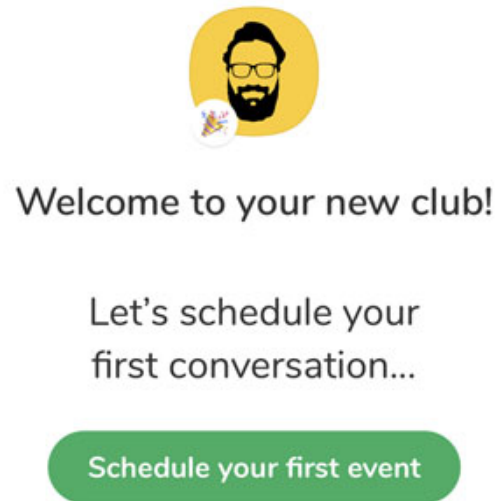 Welcome to your new club!
Let’s schedule your
first conversation...
Schedule your first event